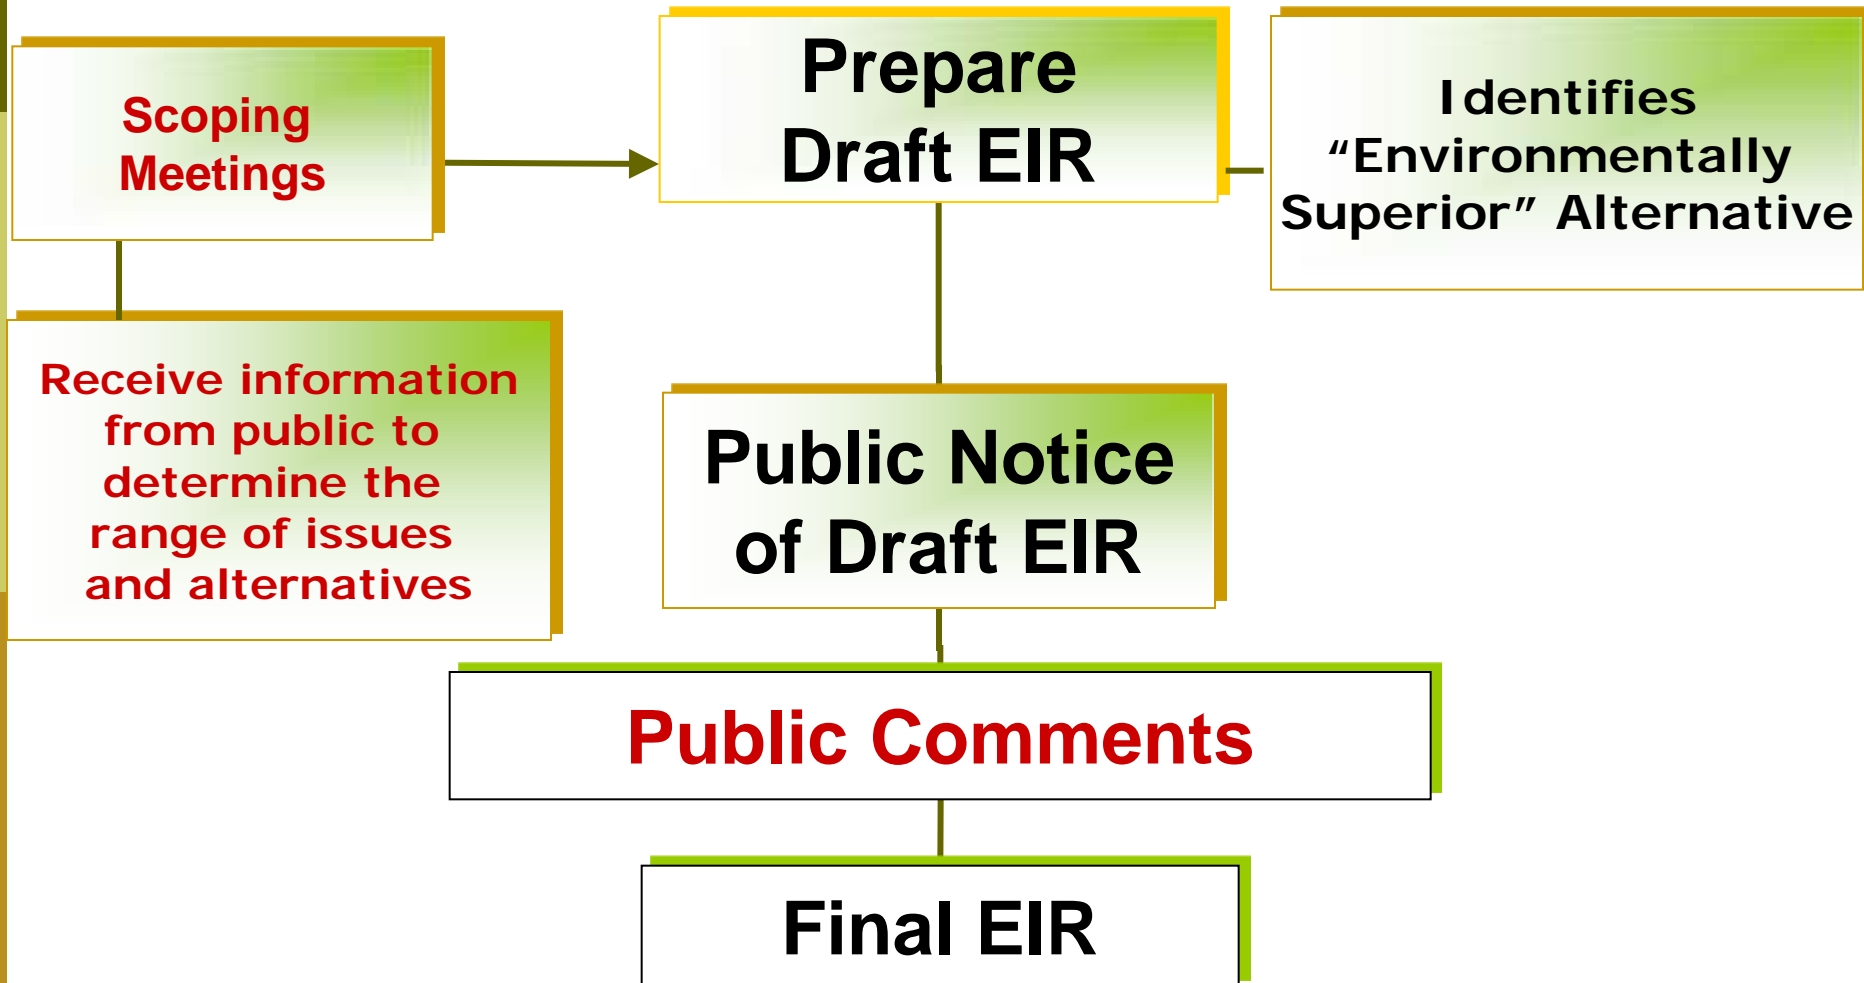 Scoping
Meetings
Prepare
Draft EIR
Identifies
“Environmentally
Superior” Alternative
Receive information
from public to
determine the
range of issues
and alternatives
Public Notice
of Draft EIR
Public Comments
Final EIR